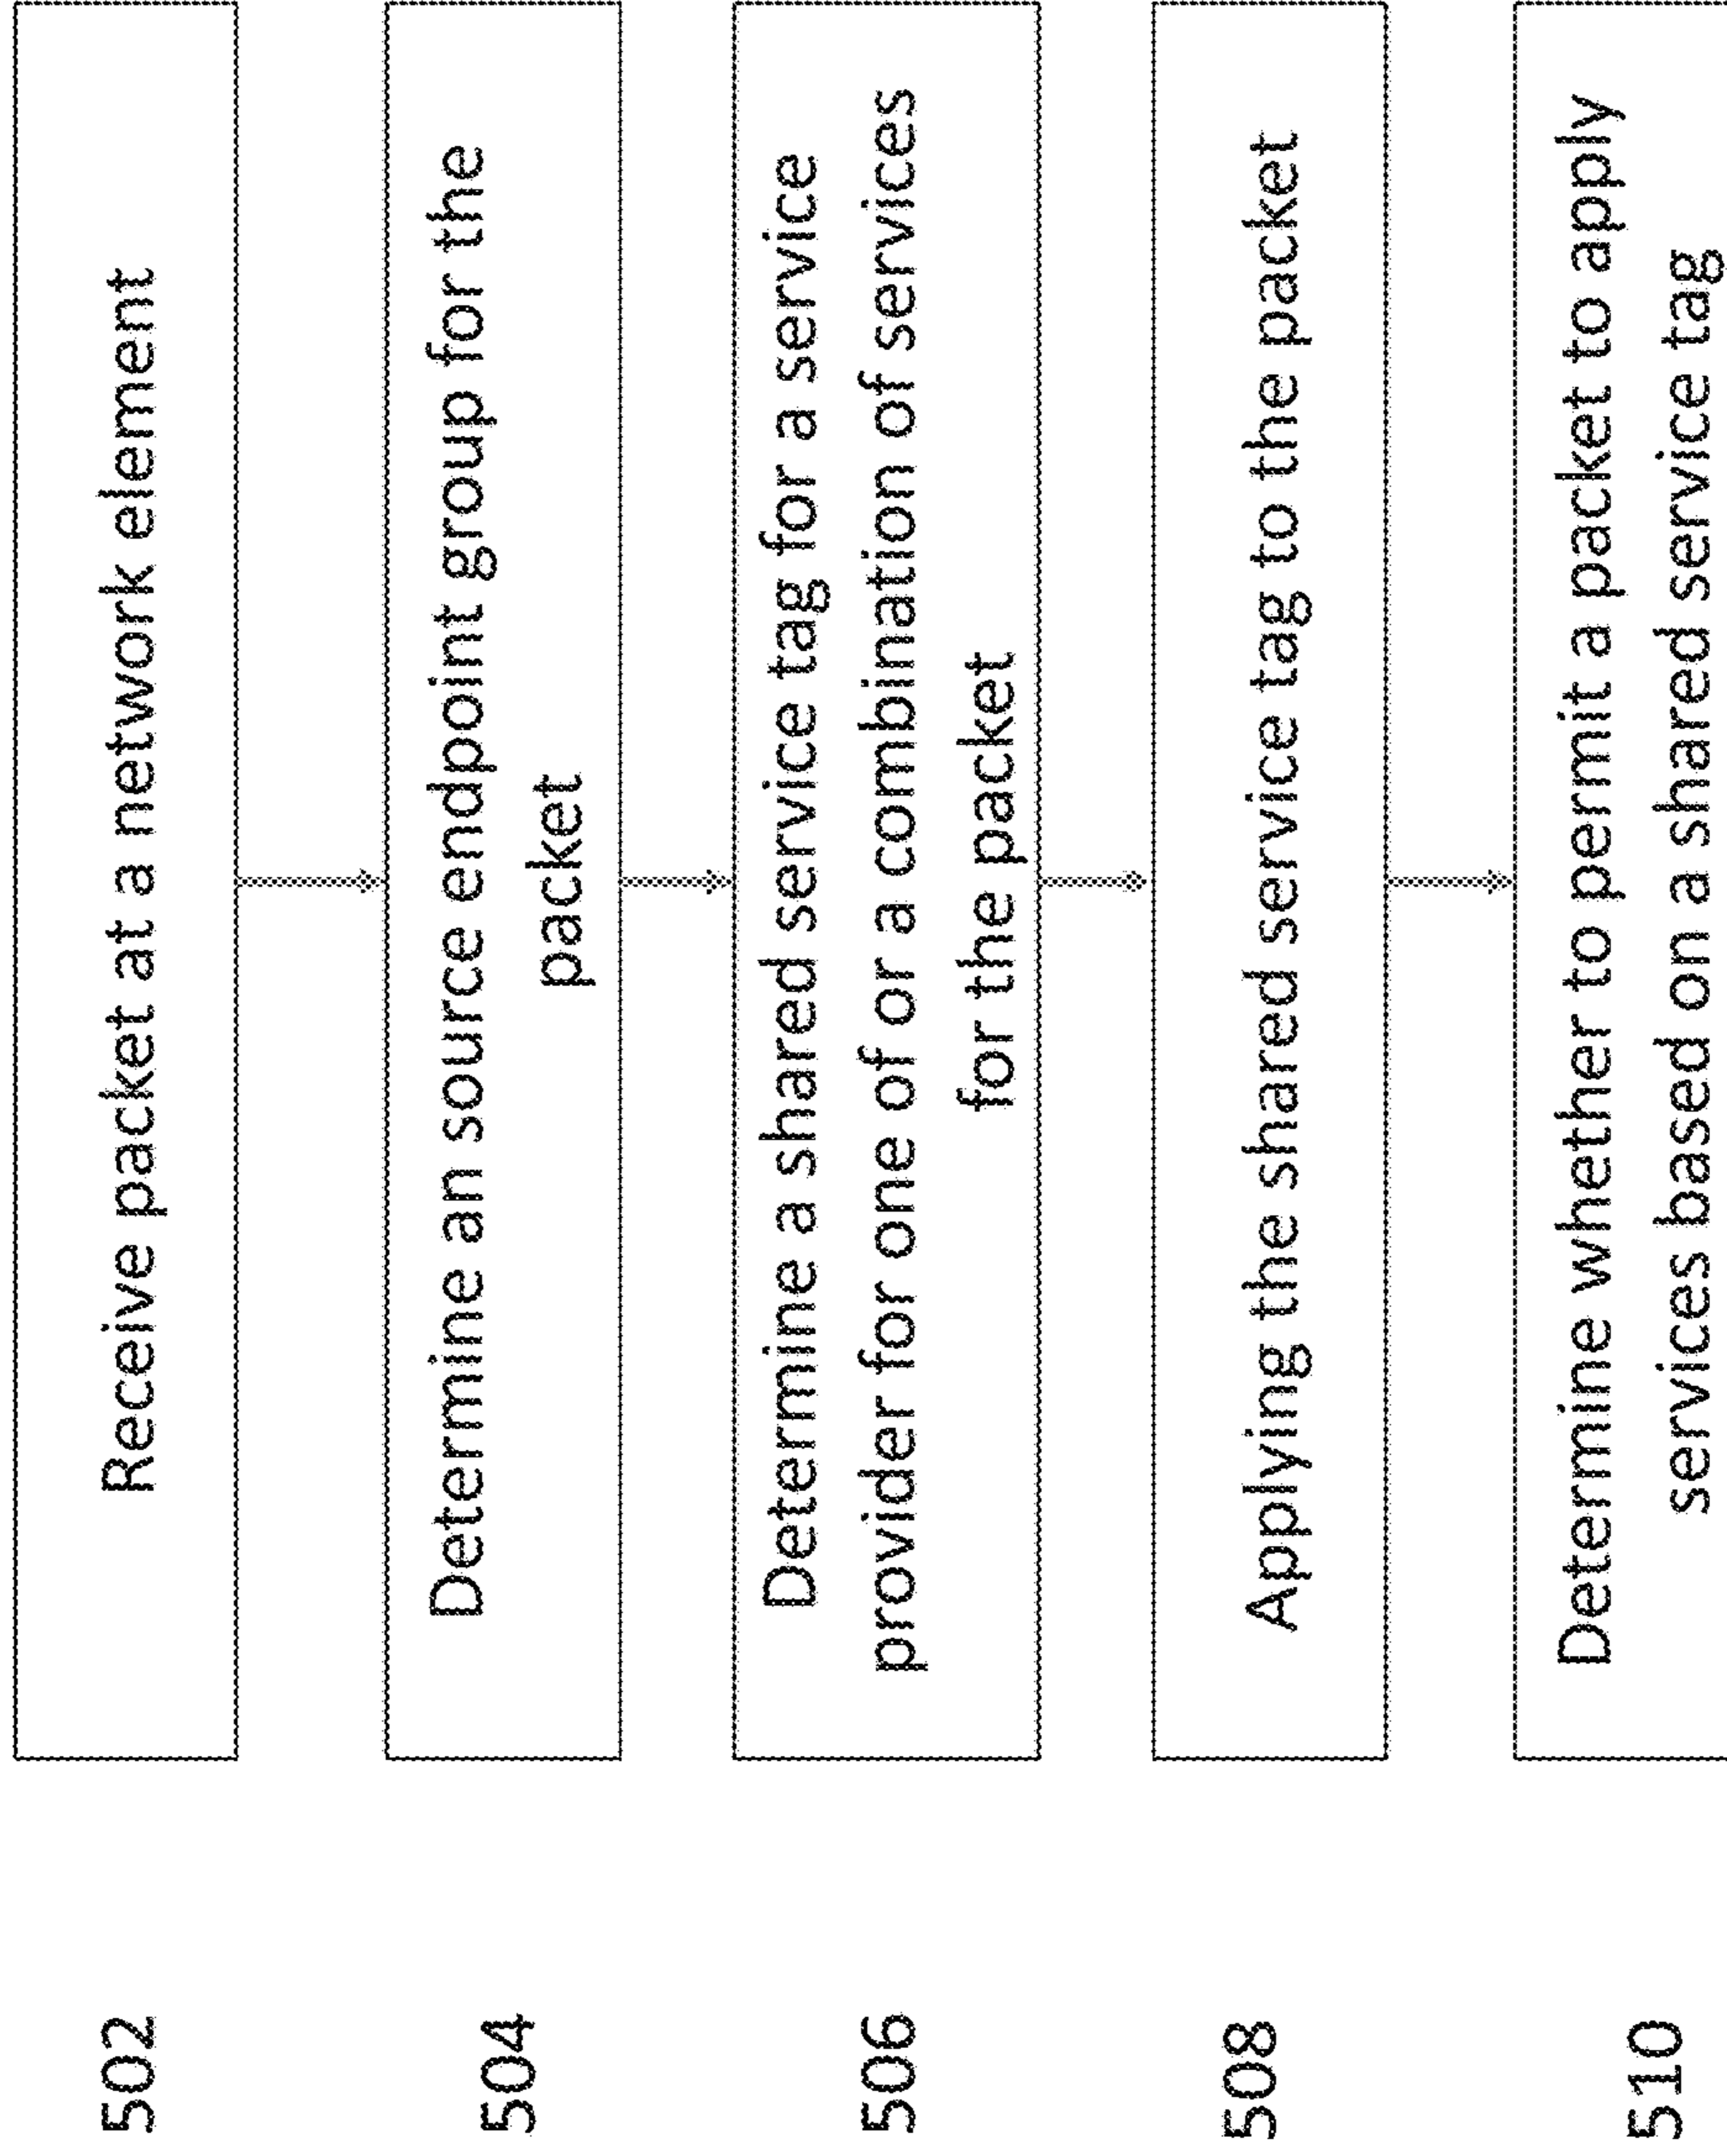 502
Receive packet at a network element
504
Determine an source endpoint group for the
packet
506
Determine a shared service tag for a service
provider for one of or a combination of services
for the packet
508
Applying the shared service tag to the packet
510
Determine whether to permit a packet to apply
services based on a shared service tag